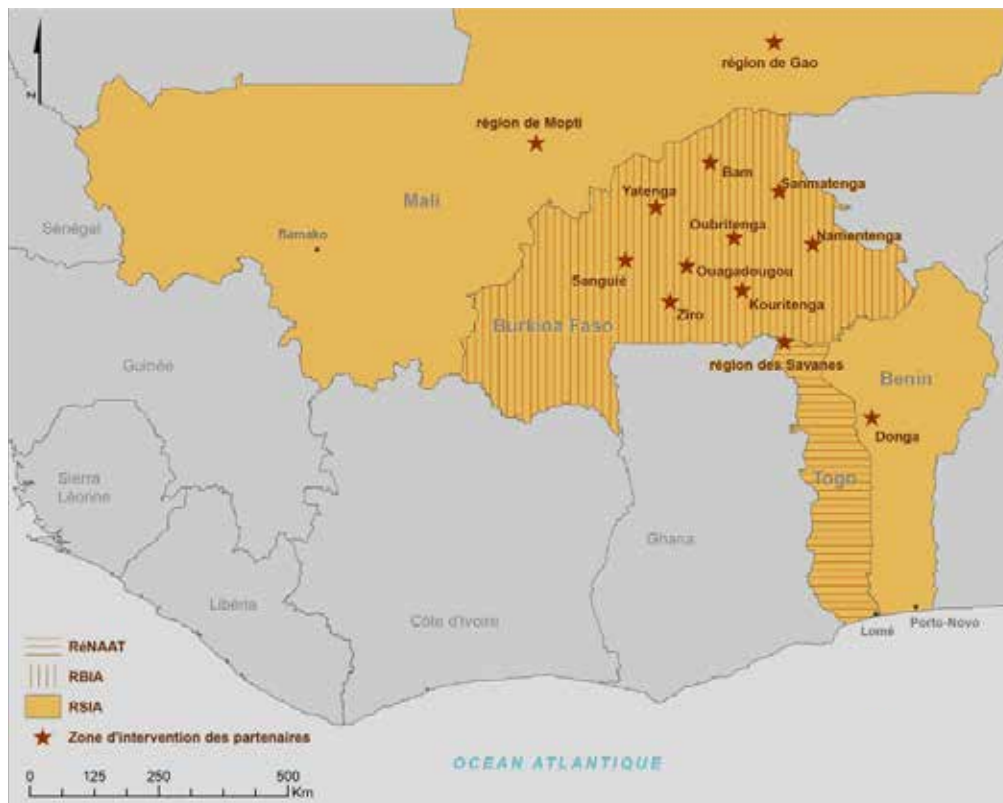 N
région de Gao
région de Mopti
Bam
Sanmatenga
Yatenga
Mali
Sénégal
Bamako
Oubritenga
Namentenga
Sanguié
Ouagadougou
Kouritenga
Ziro
Burkina Faso
région des Savanes
Guinée
Benin
Donga
Sierra
Léonne
Togo
Ghana
Libéria
Côte d'Ivoire
Lomé
Porto-Novo
RéNAAT
RBIA
RSIA
Zone d'intervention des partenaires
0 125 250 500
Km
OCEAN ATLANTIQUE